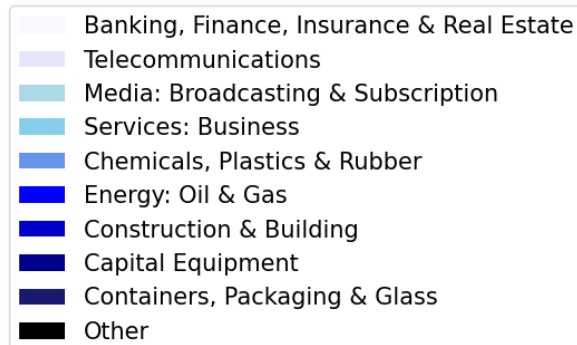 Banking, Finance, Insurance & Real Estate
Telecommunications
Media: Broadcasting & Subscription
Services: Business
Chemicals, Plastics & Rubber
Energy: Oil & Gas
Construction & Building
Capital Equipment
Containers, Packaging & Glass
Other